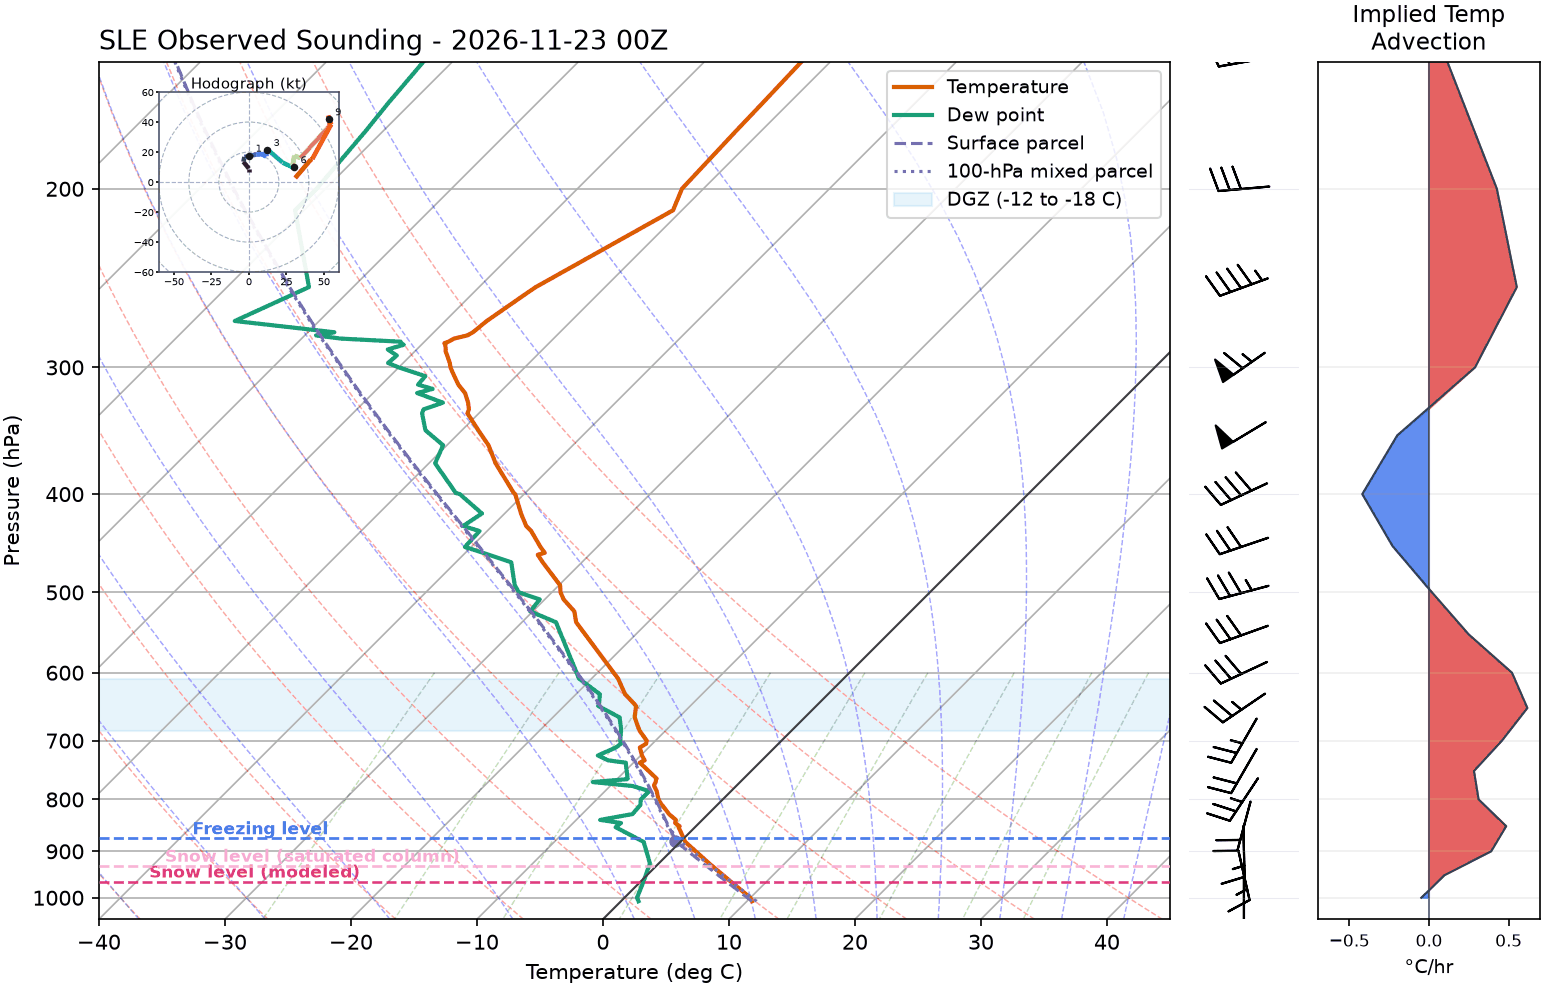 SLE Observed Sounding - 2026-11-23 00Z
Implied Temp
Advection
Hodograph (kt)
60
40
20
0
−20
−40
−60
−50
−25
0
25
50
1
3
6
9
Temperature
Dew point
Surface parcel
100-hPa mixed parcel
DGZ (-12 to -18 C)
200
300
400
500
600
700
800
900
1000
Pressure (hPa)
Freezing level
Snow level (saturated column)
Snow level (modeled)
−40
−30
−20
−10
0
10
20
30
40
Temperature (deg C)
−0.5
0.0
0.5
°C/hr